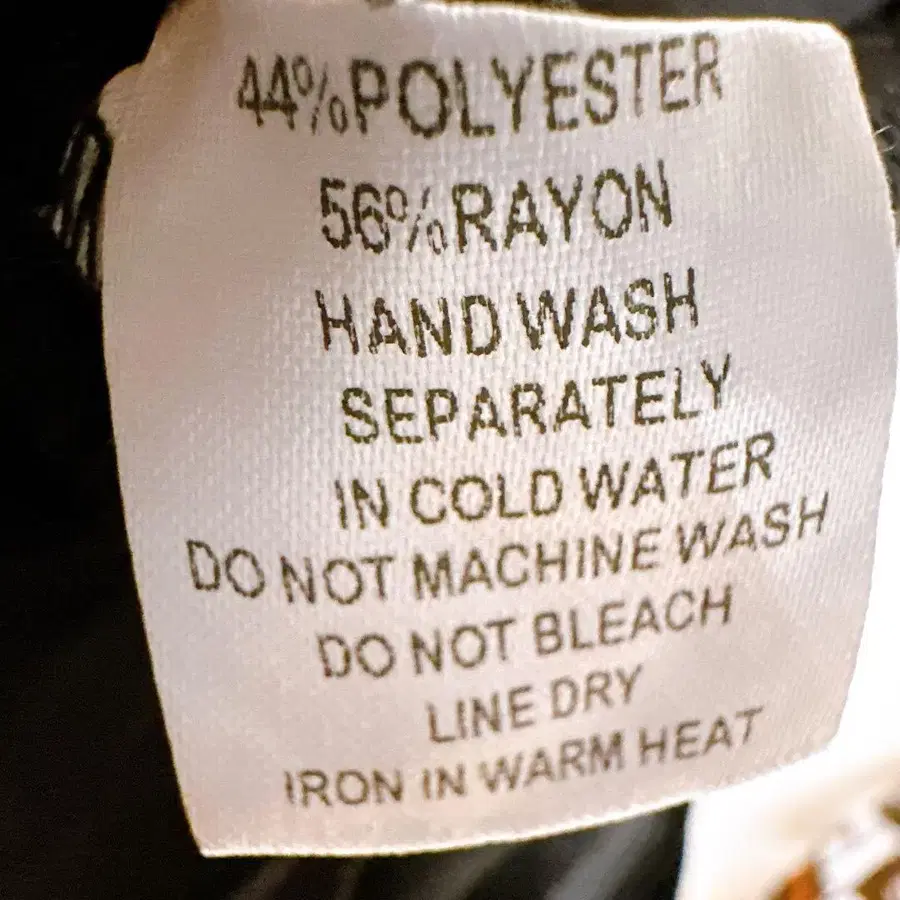 44%POLYESTER
56%RAYON
HAND WASH
SEPARATELY
IN COLD WATER
DO NOT MACHINE WASH
DO NOT BLEACH
LINE DRY
IRON IN WARM HEAT